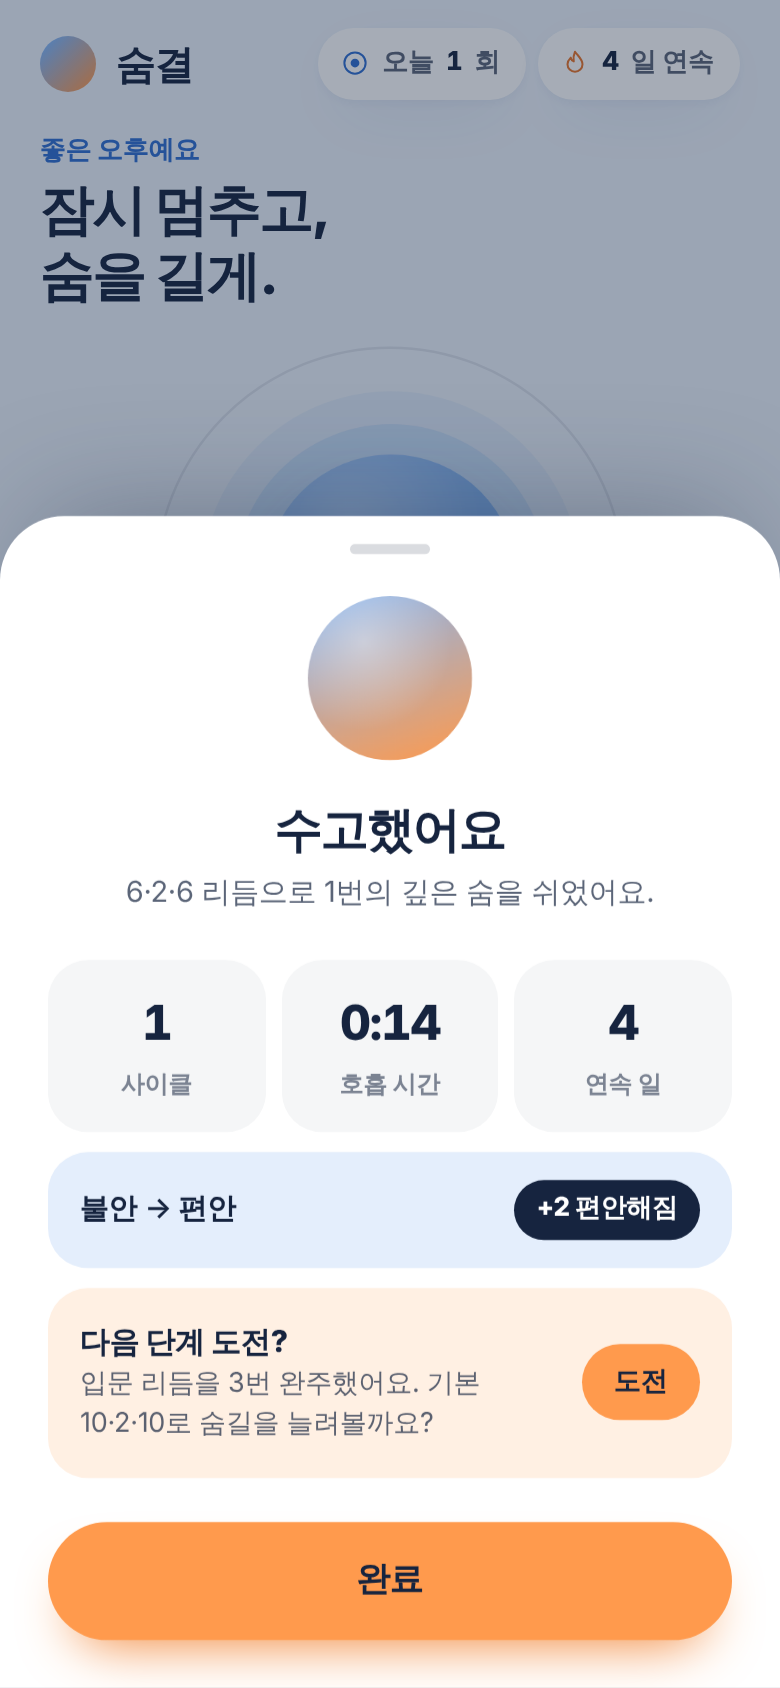 숨결
오늘 1 회
4 일 연속
좋은 오후예요
잠시 멈추고,
숨을 길게.
수고했어요
6·2·6 리듬으로 1번의 깊은 숨을 쉬었어요.
1
사이클
0:14
호흡 시간
4
연속 일
불안 → 편안
+2 편안해짐
다음 단계 도전?
입문 리듬을 3번 완주했어요. 기본
10·2·10로 숨길을 늘려볼까요?
도전
완료